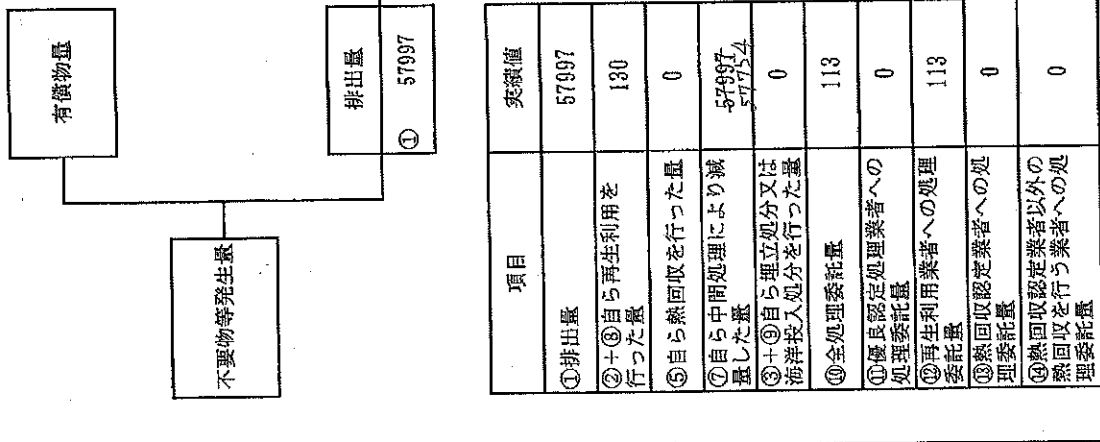 有償物量
不要物等発生量
排出量
① 57997
項目 実績値
①排出量 57997
②+⑧自ら再生利用を
行った量 130
⑤自ら熱回収を行った量 0
⑦自ら中間処理により減
量した量 57997
57754
③+⑨自ら埋立処分又は
海洋投入処分を行った量 0
⑩全処理委託量 113
⑪優良認定処理業者への
処理委託量 0
⑫再生利用業者への処理
委託量 113
⑬熱回収認定業者への処
理委託量 0
⑭熱回収認定業者以外の
熱回収を行う業者への処
理委託量 0